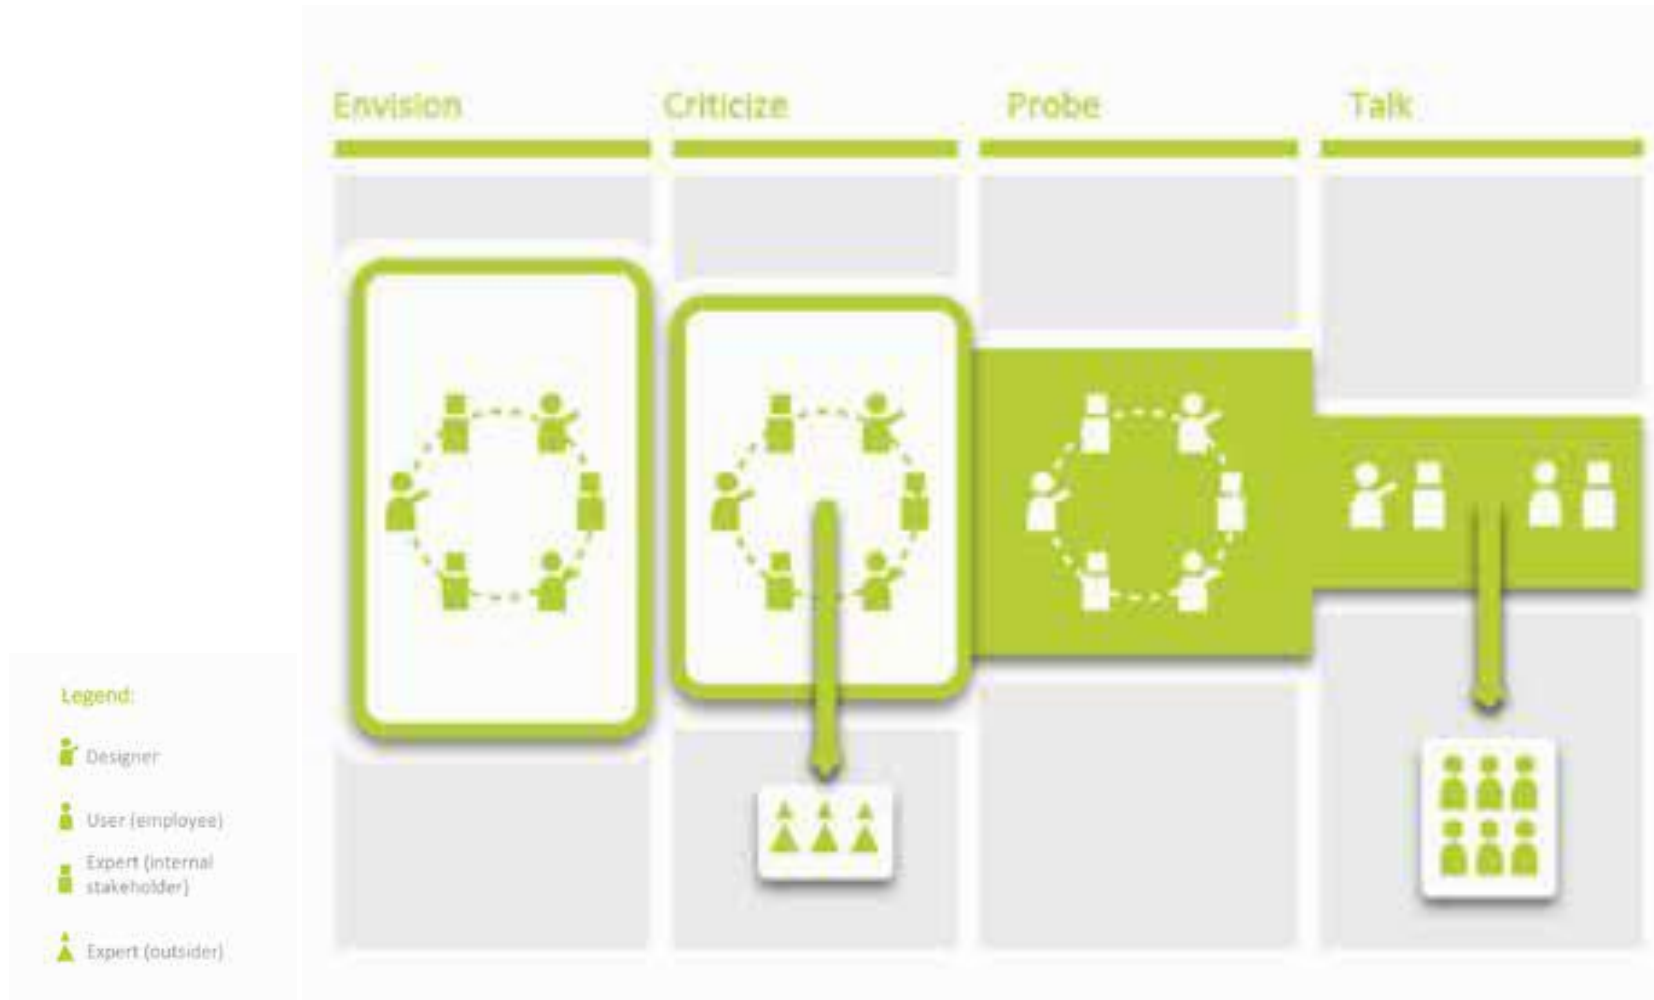 Envision
Criticize
Probe
Talk
Legend:
Designer
User (employee)
Expert (internal
stakeholder)
Expert (outsider)